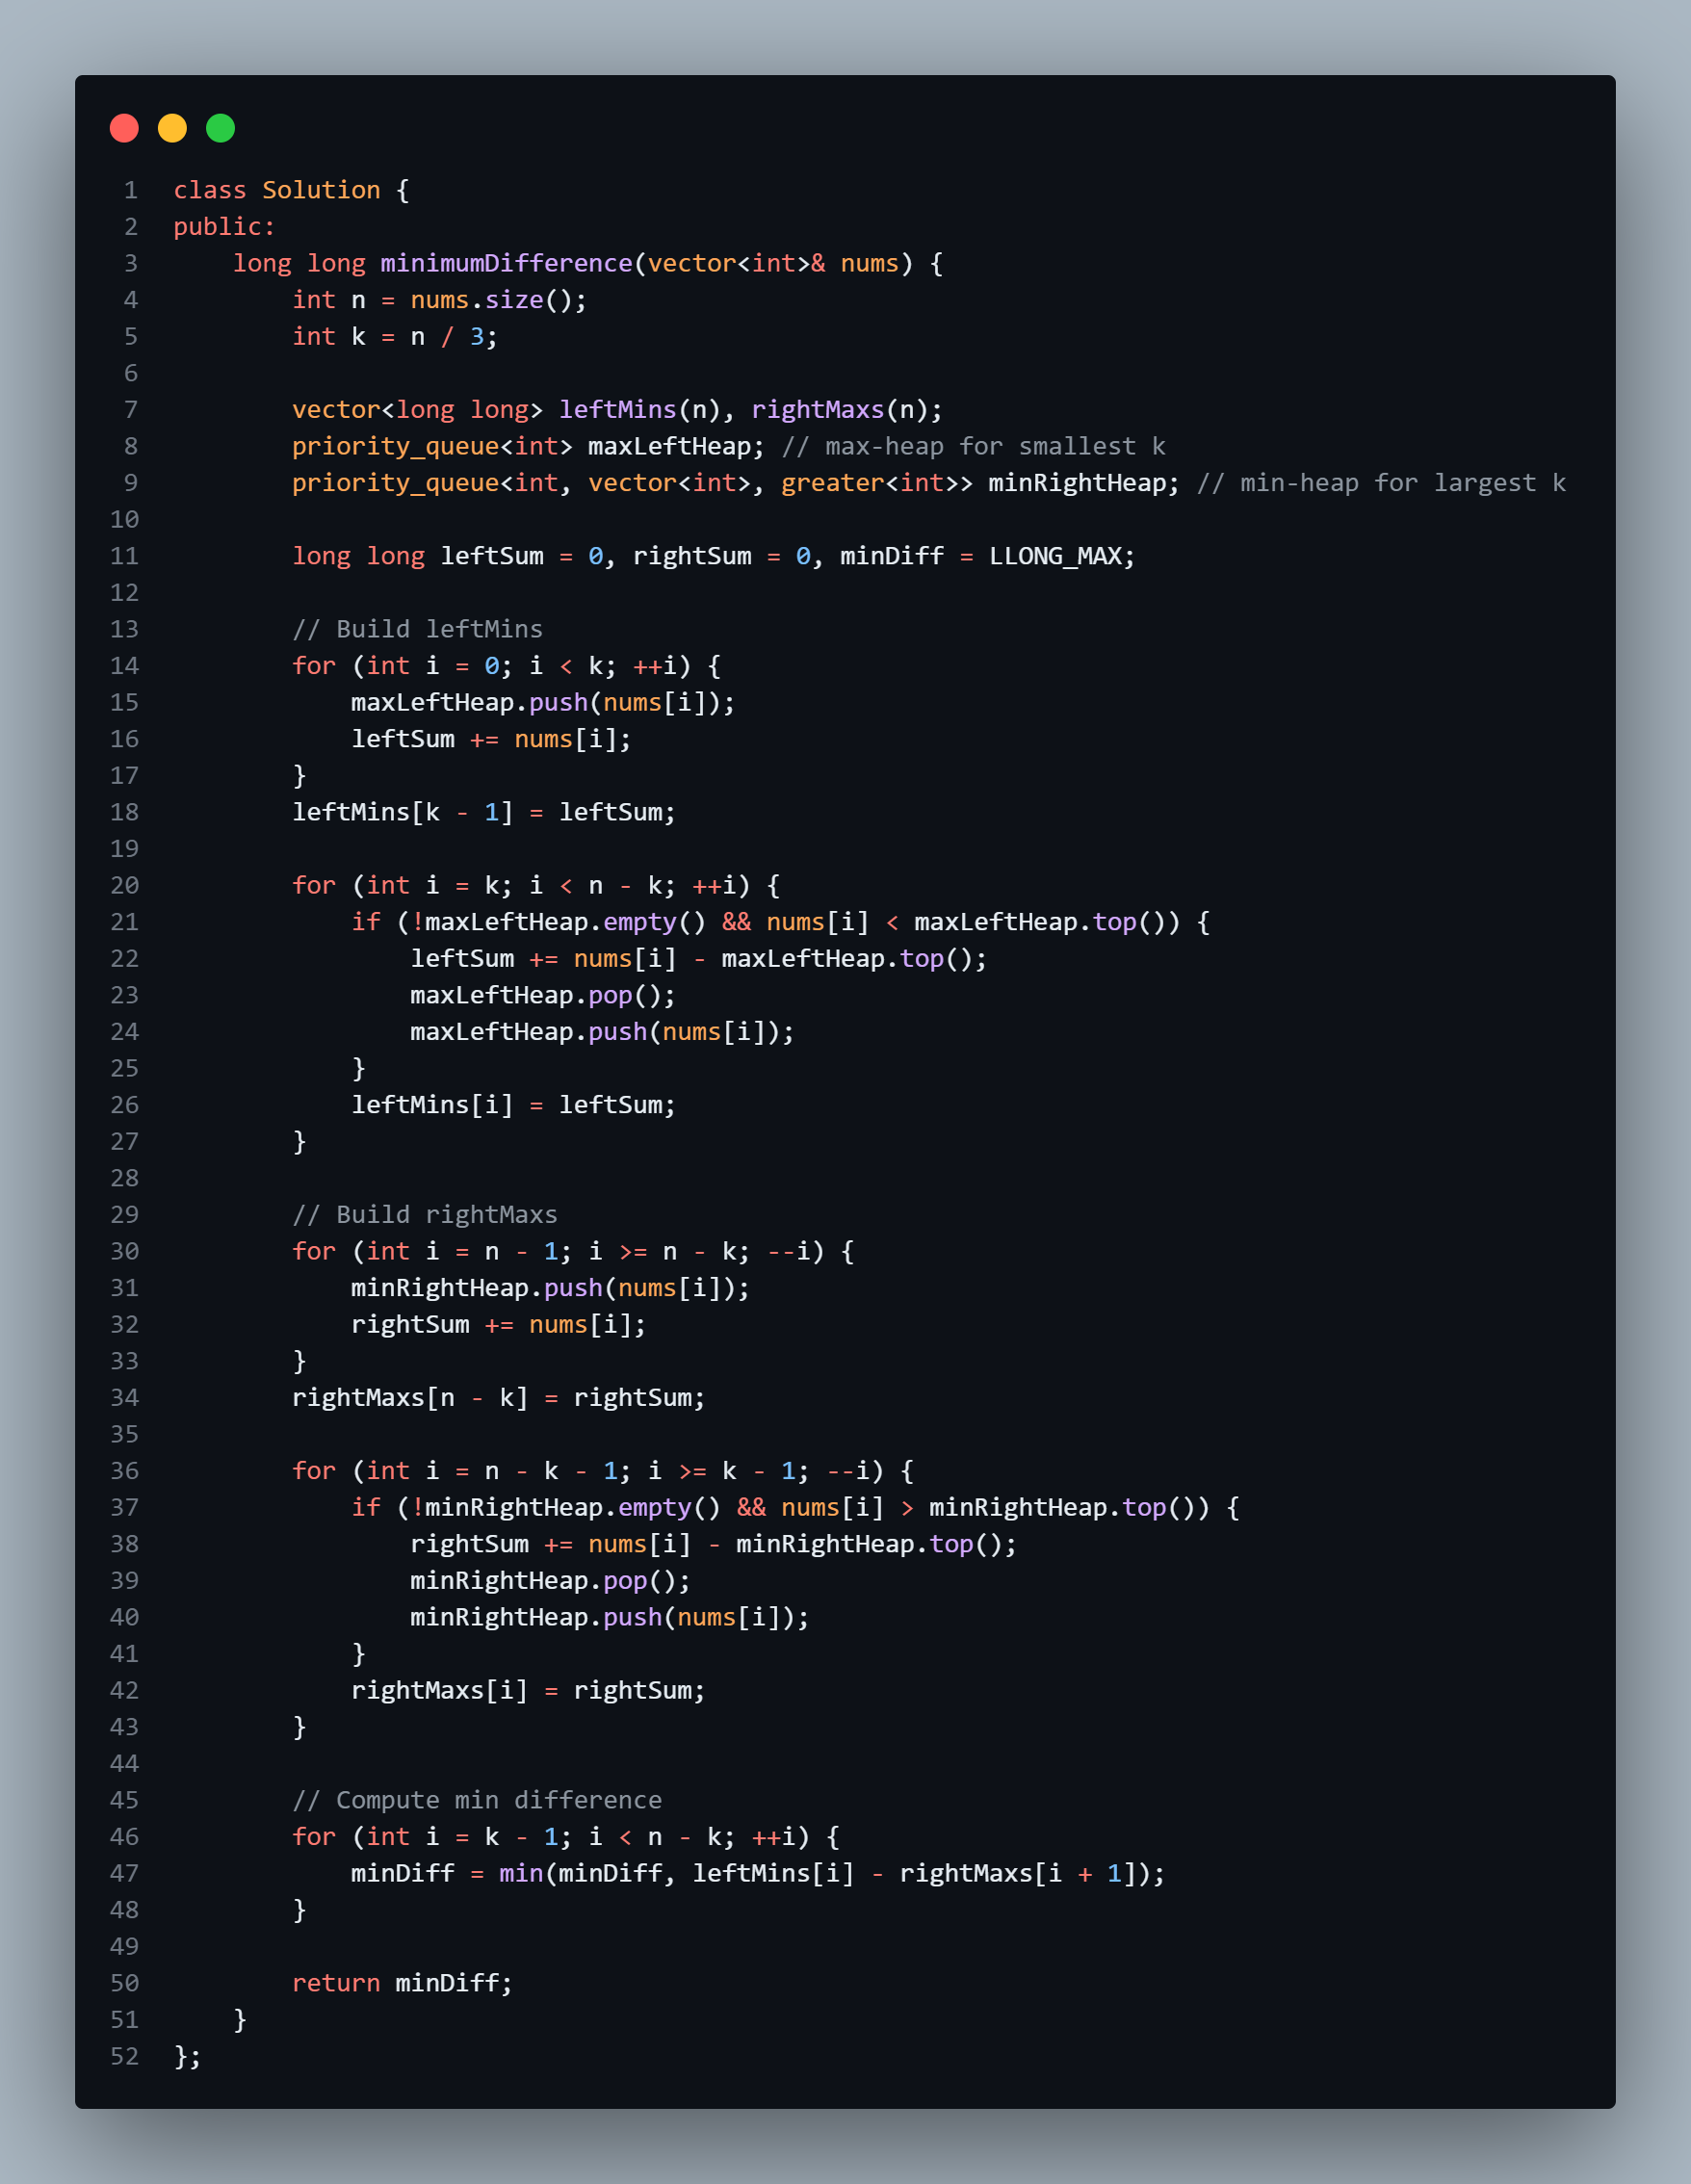 1 class Solution {
2 public:
3     long long minimumDifference(vector<int>& nums) {
4         int n = nums.size();
5         int k = n / 3;
6
7         vector<long long> leftMins(n), rightMaxs(n);
8         priority_queue<int> maxLeftHeap; // max-heap for smallest k
9         priority_queue<int, vector<int>, greater<int>> minRightHeap; // min-heap for largest k
10
11         long long leftSum = 0, rightSum = 0, minDiff = LLONG_MAX;
12
13         // Build leftMins
14         for (int i = 0; i < k; ++i) {
15             maxLeftHeap.push(nums[i]);
16             leftSum += nums[i];
17         }
18         leftMins[k - 1] = leftSum;
19
20         for (int i = k; i < n - k; ++i) {
21             if (!maxLeftHeap.empty() && nums[i] < maxLeftHeap.top()) {
22                 leftSum += nums[i] - maxLeftHeap.top();
23                 maxLeftHeap.pop();
24                 maxLeftHeap.push(nums[i]);
25             }
26             leftMins[i] = leftSum;
27         }
28
29         // Build rightMaxs
30         for (int i = n - 1; i >= n - k; --i) {
31             minRightHeap.push(nums[i]);
32             rightSum += nums[i];
33         }
34         rightMaxs[n - k] = rightSum;
35
36         for (int i = n - k - 1; i >= k - 1; --i) {
37             if (!minRightHeap.empty() && nums[i] > minRightHeap.top()) {
38                 rightSum += nums[i] - minRightHeap.top();
39                 minRightHeap.pop();
40                 minRightHeap.push(nums[i]);
41             }
42             rightMaxs[i] = rightSum;
43         }
44
45         // Compute min difference
46         for (int i = k - 1; i < n - k; ++i) {
47             minDiff = min(minDiff, leftMins[i] - rightMaxs[i + 1]);
48         }
49
50         return minDiff;
51     }
52 };